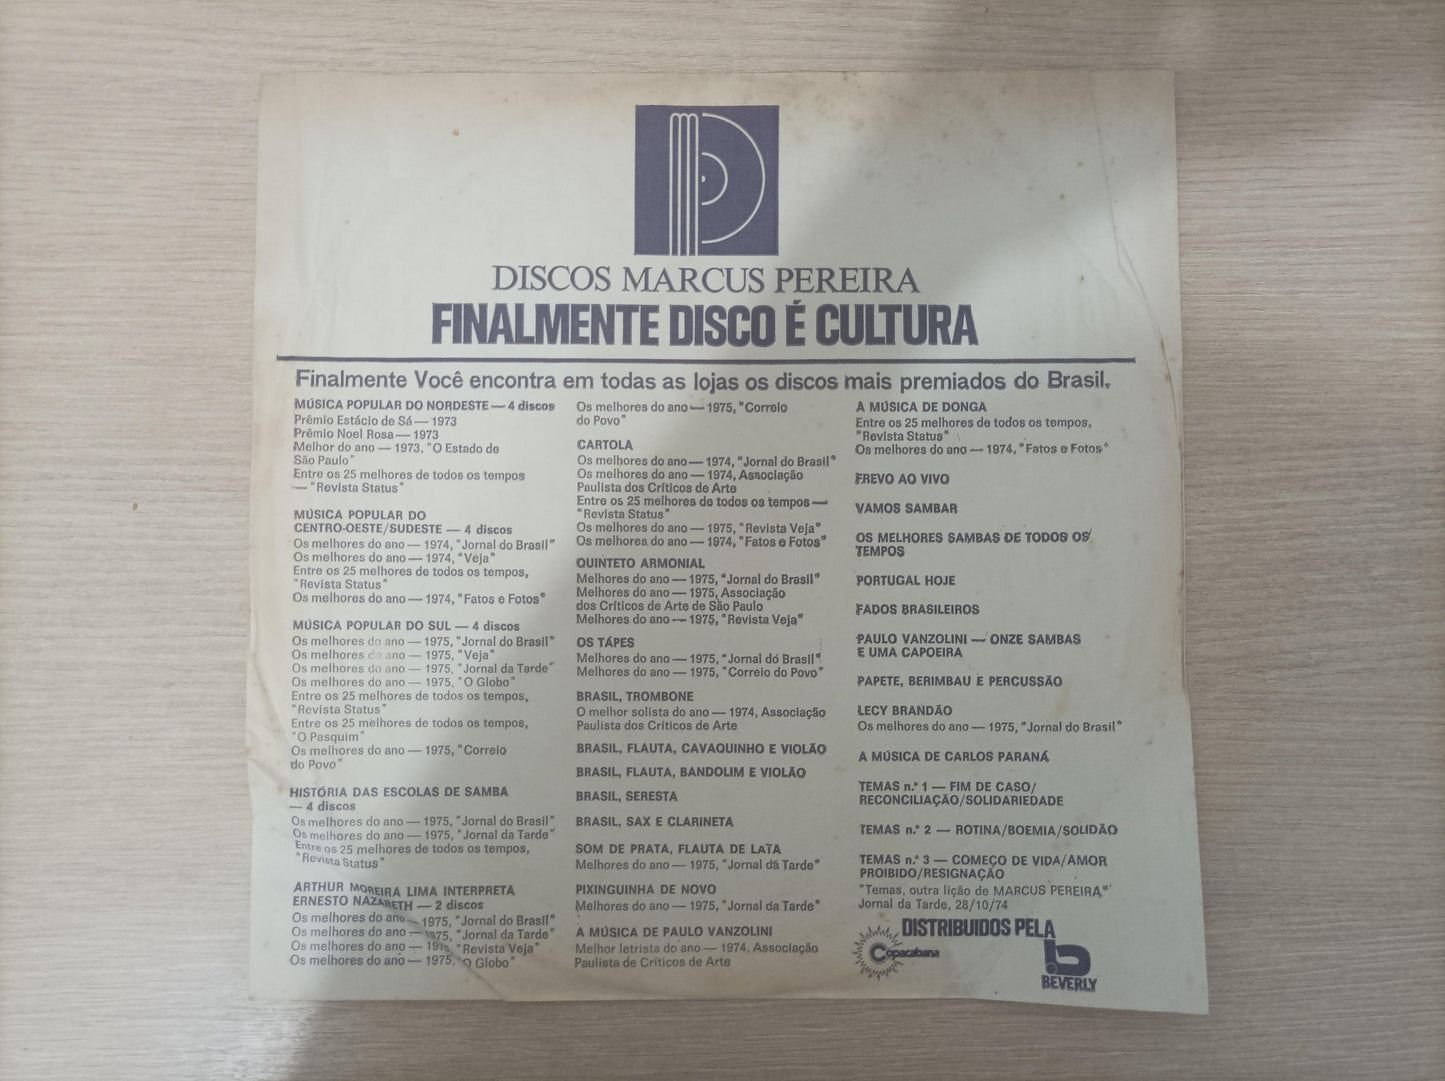 DISCOS MARCUS PEREIRA
FINALMENTE DISCO É CULTURA
Finalmente Você encontra em todas as lojas os discos mais premiados do Brasil.
MÚSICA POPULAR DO NORDESTE — 4 discos
Prêmio Estácio de Sá — 1973
Prêmio Noel Rosa — 1973
Melhor do ano — 1973, "O Estado de
São Paulo"
Entre os 25 melhores de todos os tempos
— "Revista Status"
MÚSICA POPULAR DO
CENTRO-OESTE/SUDESTE — 4 discos
Os melhores do ano — 1974, "Jornal do Brasil"
Os melhores do ano — 1974, "Veja"
Entre os 25 melhores de todos os tempos,
"Revista Status"
Os melhores do ano — 1974, "Fatos e Fotos"
MÚSICA POPULAR DO SUL — 4 discos
Os melhores do ano — 1975, "Jornal do Brasil"
Os melhores do ano — 1975, "Veja"
Os melhores do ano — 1975, "Jornal da Tarde"
Os melhores do ano — 1975, "O Globo"
Entre os 25 melhores de todos os tempos,
"Revista Status"
Entre os 25 melhores de todos os tempos,
"O Pasquim"
Os melhores do ano — 1975, "Correio
do Povo"
HISTÓRIA DAS ESCOLAS DE SAMBA
— 4 discos
Os melhores do ano — 1975, "Jornal do Brasil"
Os melhores do ano — 1975, "Jornal da Tarde"
Entre os 25 melhores de todos os tempos,
"Revista Status"
ARTHUR MOREIRA LIMA INTERPRETA
ERNESTO NAZARETH — 2 discos
Os melhores do ano — 1975, "Jornal do Brasil"
Os melhores do ano — 1975, "Jornal da Tarde"
Os melhores do ano — 1975, "Revista Veja"
Os melhores do ano — 1975, "O Globo"
Os melhores do ano — 1975, "Correio
do Povo"
CARTOLA
Os melhores do ano — 1974, "Jornal do Brasil"
Os melhores do ano — 1974, Associação
Paulista dos Críticos de Arte
Entre os 25 melhores de todos os tempos —
"Revista Status"
Os melhores do ano — 1975, "Revista Veja"
Os melhores do ano — 1974, "Fatos e Fotos"
QUINTETO ARMONIAL
Melhores do ano — 1975, "Jornal do Brasil"
Melhores do ano — 1975, Associação
dos Críticos de Arte de São Paulo
Melhores do ano — 1975, "Revista Veja"
OS TÁPES
Melhores do ano — 1975, "Jornal do Brasil"
Melhores do ano — 1975, "Correio do Povo"
BRASIL, TROMBONE
O melhor solista do ano — 1974, Associação
Paulista dos Críticos de Arte
BRASIL, FLAUTA, CAVAQUINHO E VIOLÃO
BRASIL, FLAUTA, BANDOLIM E VIOLÃO
BRASIL, SERESTA
BRASIL, SAX E CLARINETA
SOM DE PRATA, FLAUTA DE LATA
Melhores do ano — 1975, "Jornal da Tarde"
PIXINGUINHA DE NOVO
Melhores do ano — 1975, "Jornal da Tarde"
A MÚSICA DE PAULO VANZOLINI
Melhor letrista do ano — 1974, Associação
Paulista de Críticos de Arte
A MÚSICA DE DONGA
Entre os 25 melhores de todos os tempos,
"Revista Status"
Os melhores do ano — 1974, "Fatos e Fotos"
FREVO AO VIVO
VAMOS SAMBAR
OS MELHORES SAMBAS DE TODOS OS
TEMPOS
PORTUGAL HOJE
FADOS BRASILEIROS
PAULO VANZOLINI — ONZE SAMBAS
E UMA CAPOEIRA
PAPETE, BERIMBAU E PERCUSSÃO
LECY BRANDÃO
Os melhores do ano — 1975, "Jornal do Brasil"
A MÚSICA DE CARLOS PARANÁ
TEMAS n.º 1 — FIM DE CASO/
RECONCILIAÇÃO/SOLIDARIEDADE
TEMAS n.º 2 — ROTINA/BOEMIA/SOLIDÃO
TEMAS n.º 3 — COMEÇO DE VIDA/AMOR
PROIBIDO/RESIGNAÇÃO
"Temas, outra lição de MARCUS PEREIRA,"
Jornal da Tarde, 28/10/74
DISTRIBUIDOS PELA
Copacabana
BEVERLY